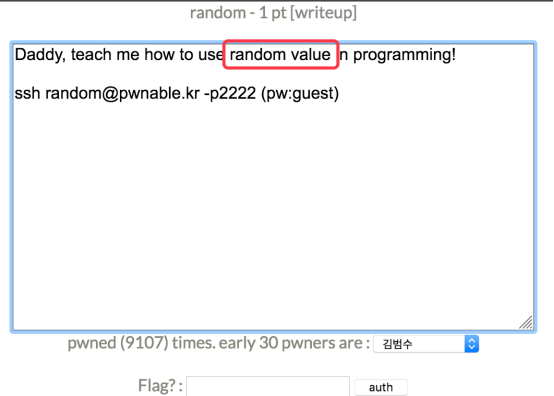 random - 1 pt [writeup]
Daddy, teach me how to use random value in programming!
ssh random@pwnable.kr -p2222 (pw:guest)
pwned (9107) times. early 30 pwners are : 김범수
Flag? : auth